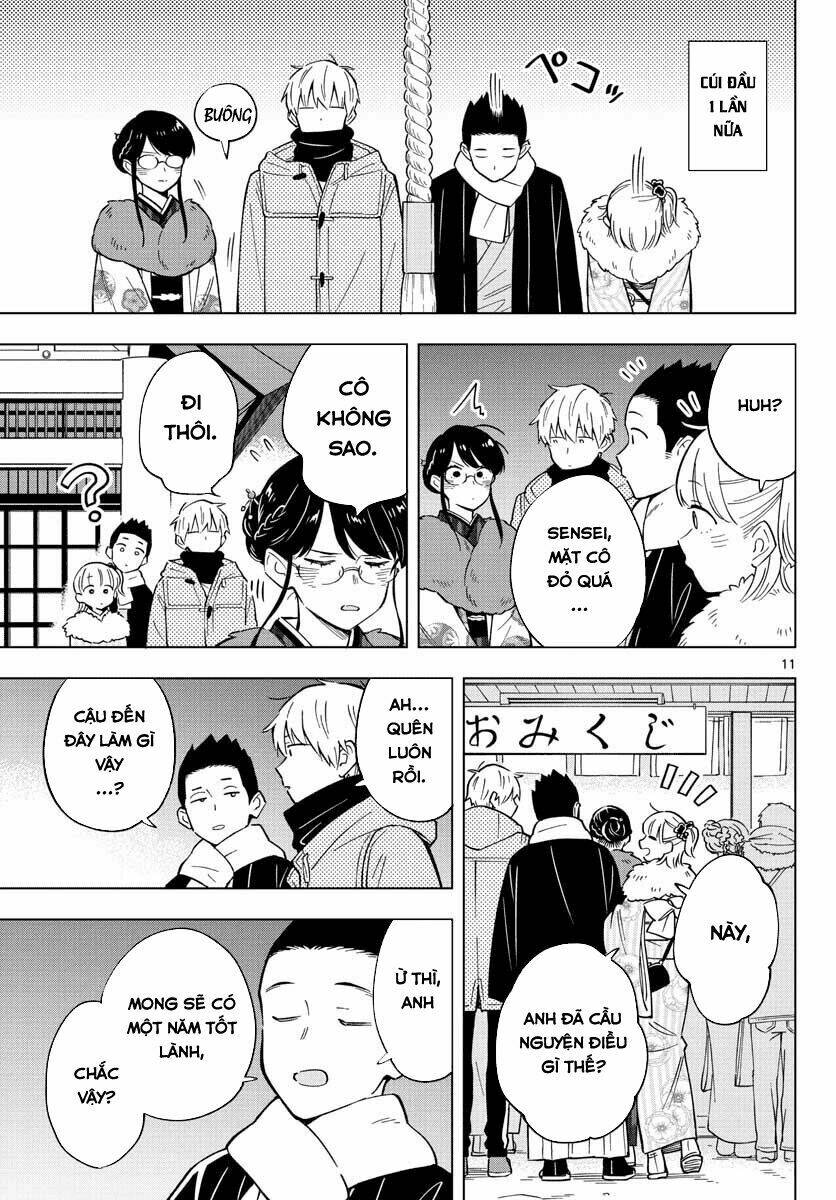 CÚI ĐẦU
1 LẦN
NỮA
ペコッ
BUÔNG
HUH?
SENSEI,
MẶT CÔ
ĐỎ QUÁ
...
CÔ
KHÔNG
SAO.
ĐI
THÔI.
?
11
おみくじ
NÀY,
ANH ĐÃ CẦU
NGUYỆN ĐIỀU
GÌ THẾ?
AH...
QUÊN
LUÔN
RỒI.
CẬU ĐẾN
ĐÂY LÀM GÌ
VẬY
...?
Ừ THÌ,
ANH
MONG SẼ CÓ
MỘT NĂM TỐT
LÀNH,
CHẮC
VẬY?